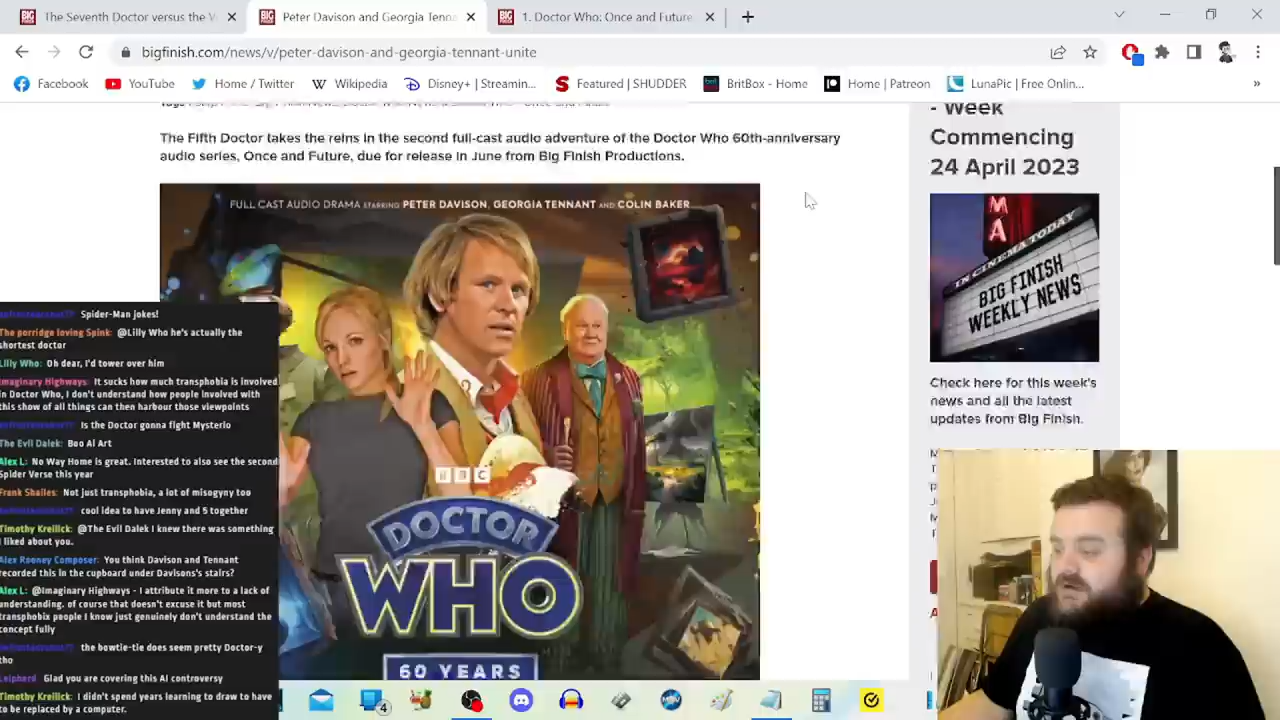 The Seventh Doctor versus the V
Peter Davison and Georgia Tenna
1. Doctor Who: Once and Future
bigfinish.com/news/v/peter-davison-and-georgia-tennant-unite
Facebook
YouTube
Home / Twitter
Wikipedia
Disney+ | Streamin...
Featured | SHUDDER
BritBox - Home
Home | Patreon
LunaPic | Free Onlin...
»
The Fifth Doctor takes the reins in the second full-cast audio adventure of the Doctor Who 60th-anniversary
audio series, Once and Future, due for release in June from Big Finish Productions.
FULL CAST AUDIO DRAMA STARRING PETER DAVISON, GEORGIA TENNANT AND COLIN BAKER
BBC
DOCTOR
WHO
60 YEARS
- Week
Commencing
24 April 2023
MA
IN CINEMA TODAY
BIG FINISH
WEEKLY NEWS
Check here for this week's
news and all the latest
updates from Big Finish.
Spider-Man jokes!
The porridge loving Spink: @Lilly Who he's actually the
shortest doctor
Lilly Who: Oh dear, I'd tower over him
Imaginary Highways: It sucks how much transphobia is involved
in Doctor Who, I don't understand how people involved with
this show of all things can then harbour those viewpoints
Is the Doctor gonna fight Mysterio
The Evil Dalek: Boo AI Art
Alex L: No Way Home is great. Interested to also see the second
Spider Verse this year
Frank Shailes: Not just transphobia, a lot of misogyny too
cool idea to have Jenny and 5 together
Timothy Krellick: @The Evil Dalek I knew there was something
I liked about you.
Alex Rooney Composer: You think Davison and Tennant
recorded this in the cupboard under Davisons's stairs?
Alex L: @Imaginary Highways - I attribute it more to a lack of
understanding. of course that doesn't excuse it but most
transphobix people I know just genuinely don't understand the
concept fully
the bowtie-tie does seem pretty Doctor-y
tho
Leipherd Glad you are covering this AI controversy
Timothy Krellick: I didn't spend years learning to draw to have
to be replaced by a computer.
4